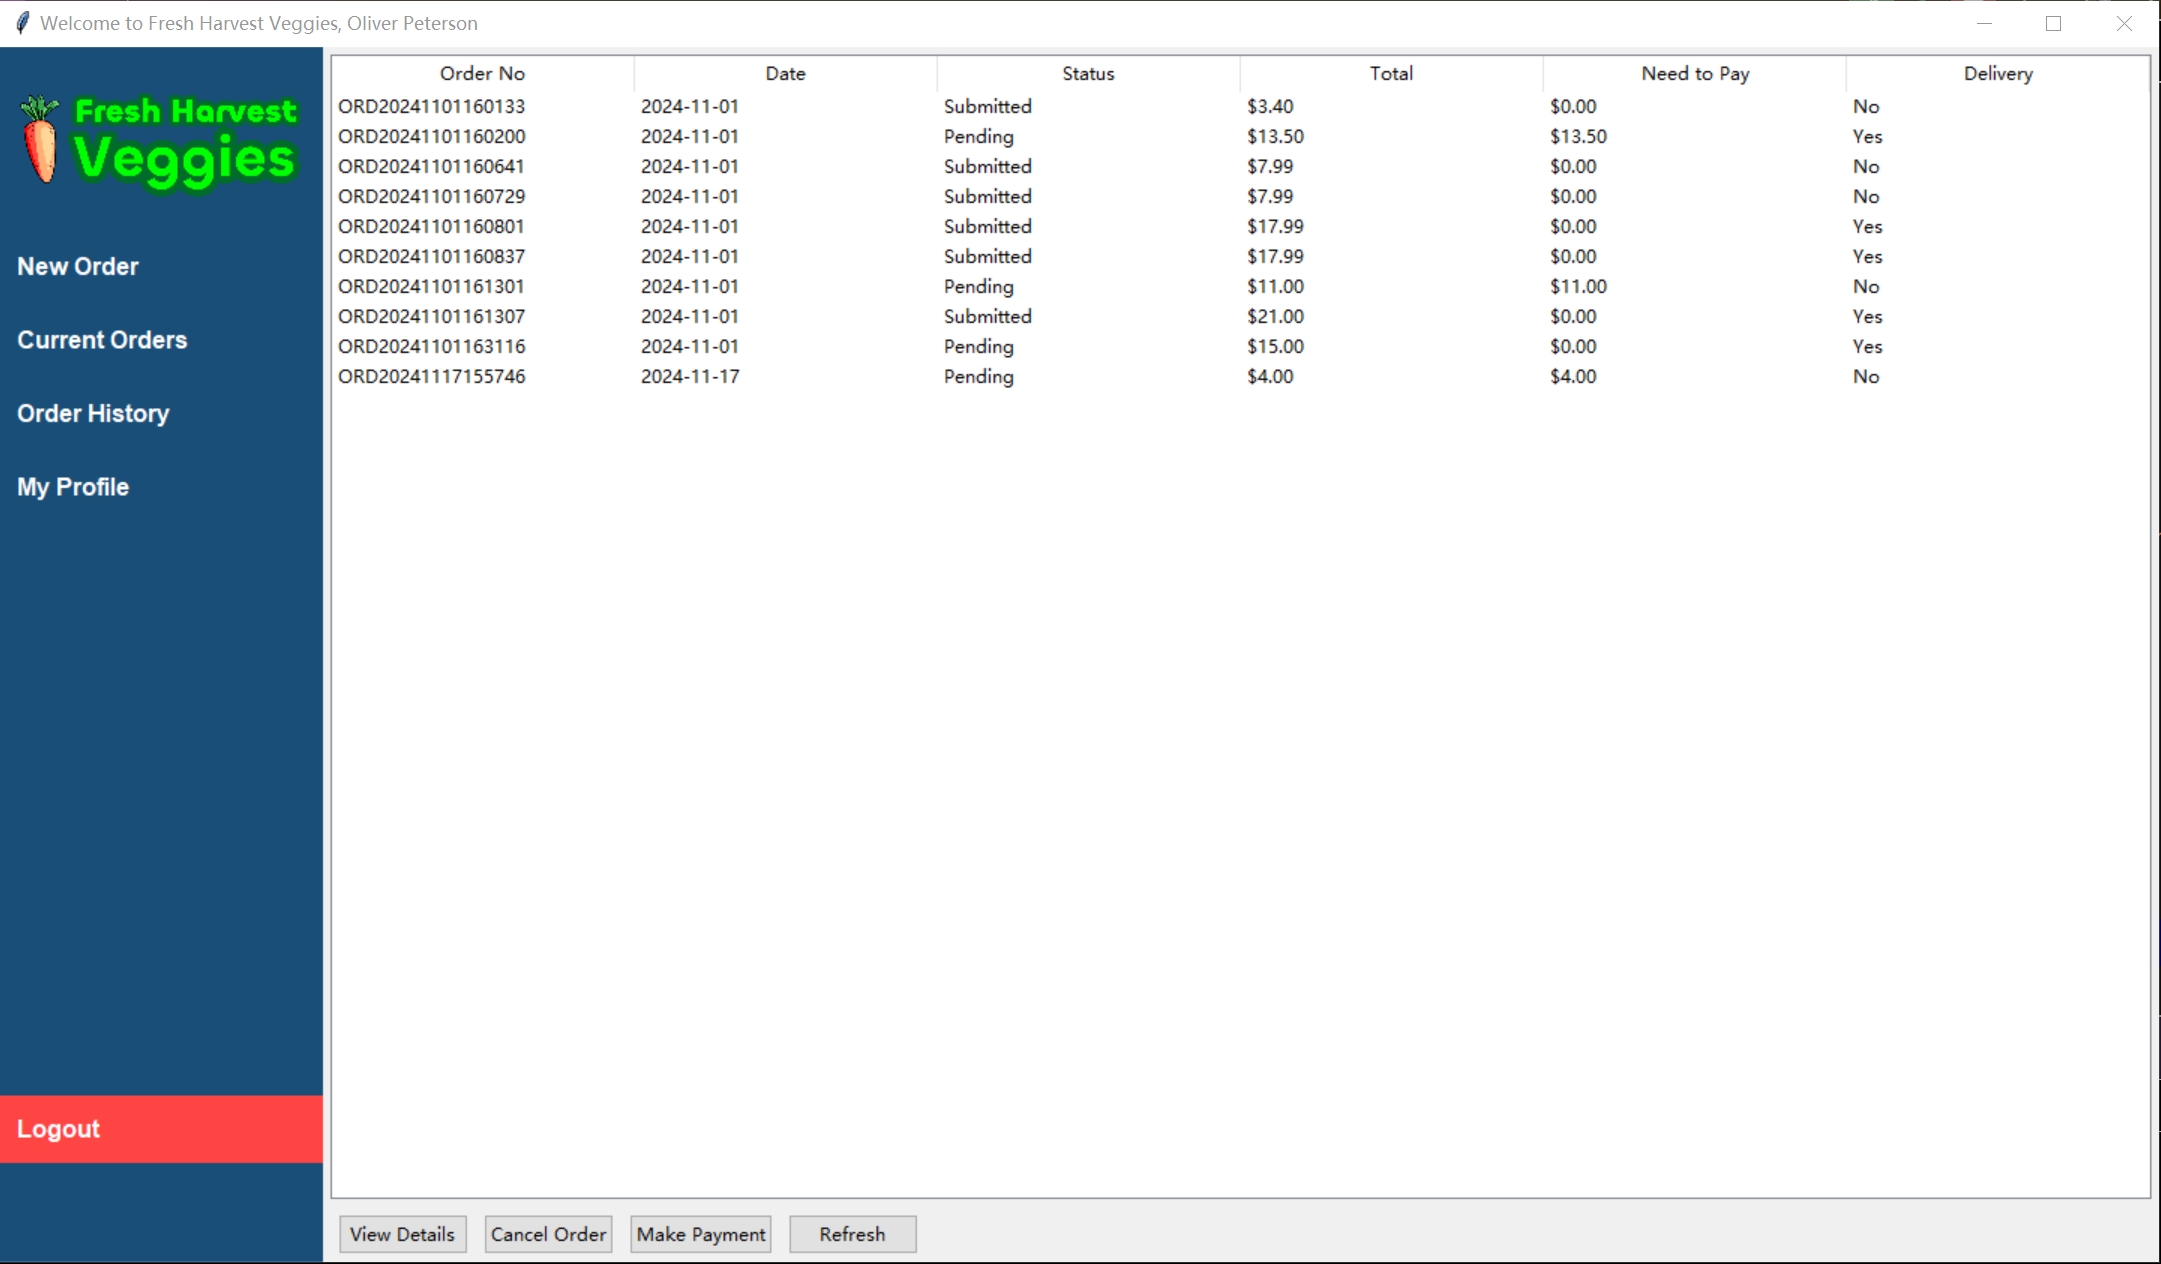 Welcome to Fresh Harvest Veggies, Oliver Peterson
Fresh Harvest
Veggies
New Order
Current Orders
Order History
My Profile
Logout
Order No Date Status Total Need to Pay Delivery
ORD20241101160133 2024-11-01 Submitted $3.40 $0.00 No
ORD20241101160200 2024-11-01 Pending $13.50 $13.50 Yes
ORD20241101160641 2024-11-01 Submitted $7.99 $0.00 No
ORD20241101160729 2024-11-01 Submitted $7.99 $0.00 No
ORD20241101160801 2024-11-01 Submitted $17.99 $0.00 Yes
ORD20241101160837 2024-11-01 Submitted $17.99 $0.00 Yes
ORD20241101161301 2024-11-01 Pending $11.00 $11.00 No
ORD20241101161307 2024-11-01 Submitted $21.00 $0.00 Yes
ORD20241101163116 2024-11-01 Pending $15.00 $0.00 Yes
ORD20241117155746 2024-11-17 Pending $4.00 $4.00 No
View Details Cancel Order Make Payment Refresh